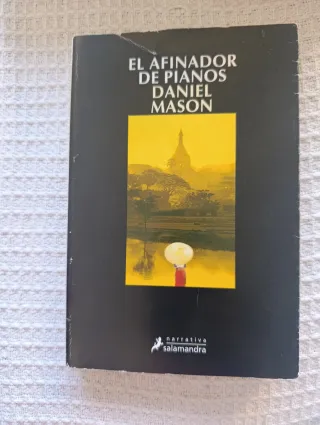 EL AFINADOR
DE PIANOS
DANIEL
MASON
narrativa
salamandra